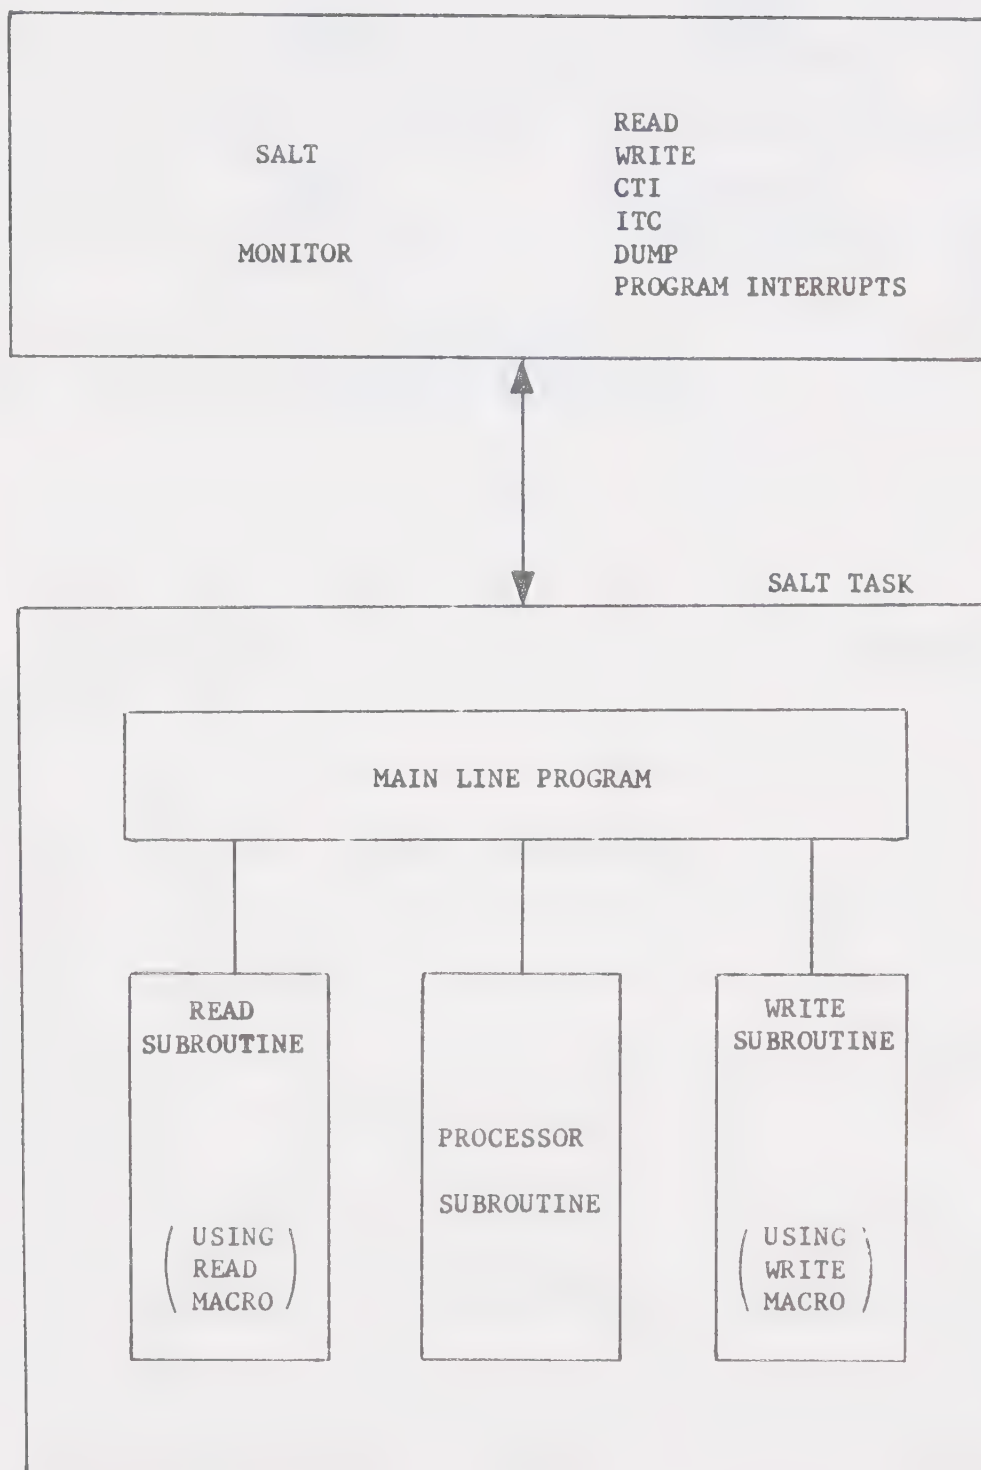 SALT
MONITOR
READ
WRITE
CTI
ITC
DUMP
PROGRAM INTERRUPTS
SALT TASK
MAIN LINE PROGRAM
READ
SUBROUTINE
(USING
READ
MACRO)
PROCESSOR
SUBROUTINE
WRITE
SUBROUTINE
(USING
WRITE
MACRO)